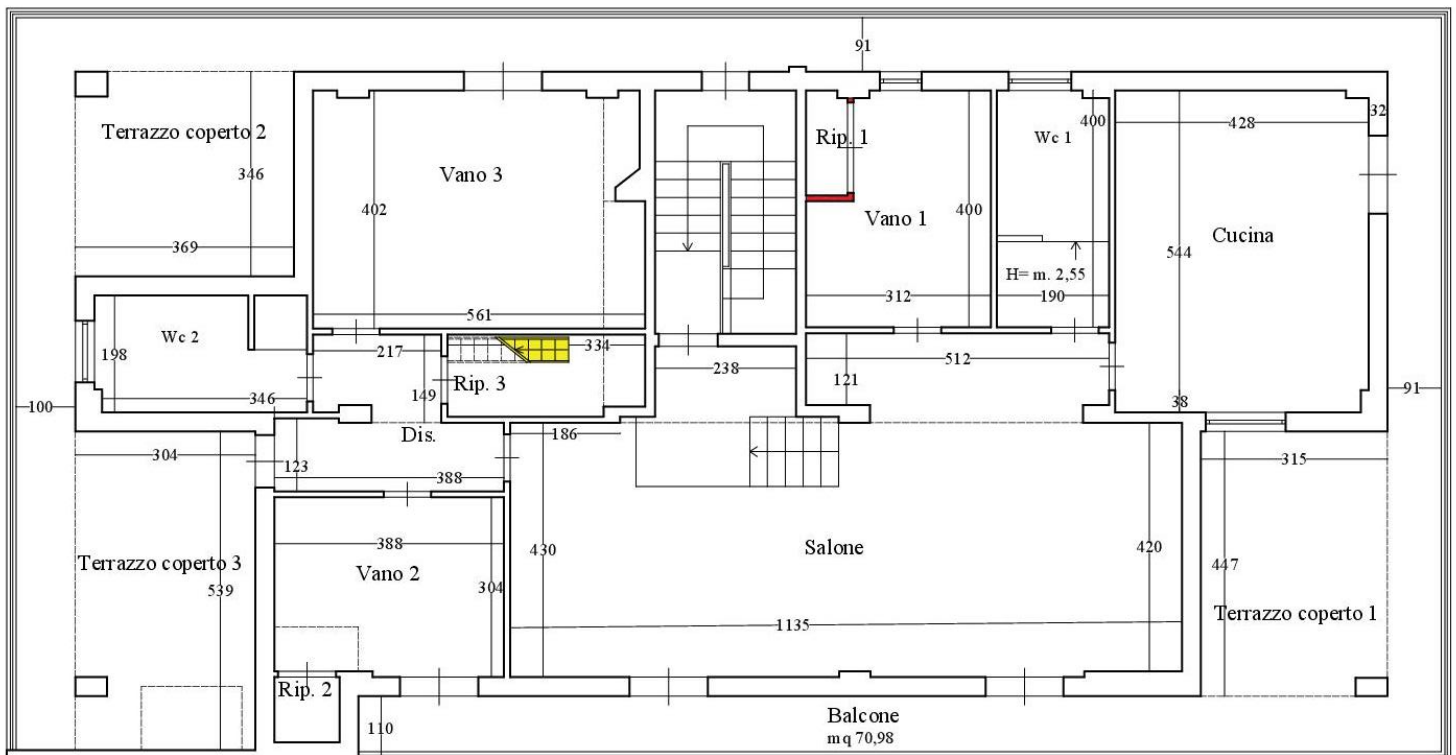 91
Terrazzo coperto 2
346
369
Vano 3
402
561
Rip. 1
Vano 1
400
312
Wc 1
400
H= m. 2,55
190
428
32
Cucina
544
Wc 2
198
346
217
149
334
Rip. 3
238
512
121
38
91
100
304
Dis.
123
388
186
315
Terrazzo coperto 3
539
388
Vano 2
304
430
Salone
420
1135
447
Terrazzo coperto 1
Rip. 2
110
Balcone
mq 70,98